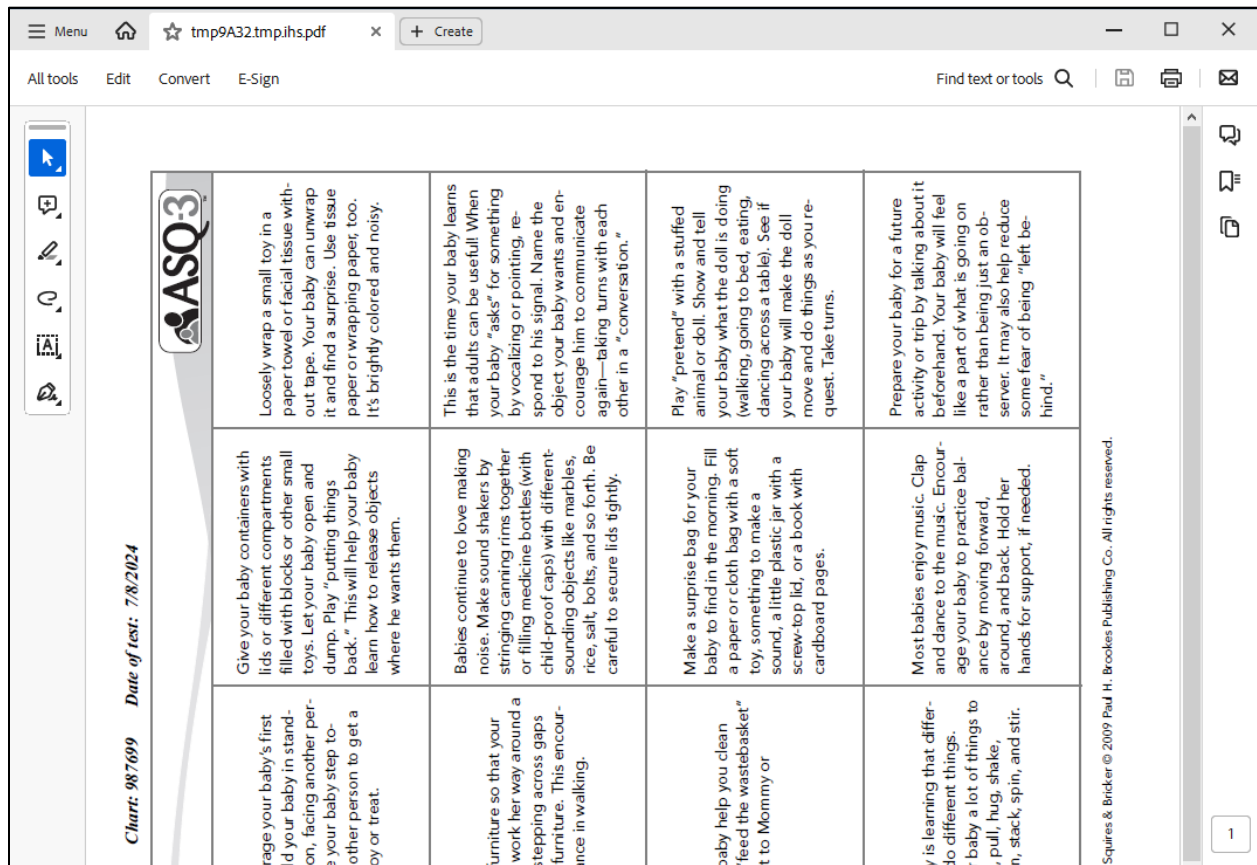 Menu
tmp9A32.tmp.ihs.pdf
Create
All tools
Edit
Convert
E-Sign
Find text or tools
Chart: 987699 Date of test: 7/8/2024
ASQ-3
rage your baby's first
ld your baby in stand-
on, facing another per-
e your baby step to-
other person to get a
oy or treat.
Give your baby containers with
lids or different compartments
filled with blocks or other small
toys. Let your baby open and
dump. Play "putting things
back." This will help your baby
learn how to release objects
where he wants them.
Loosely wrap a small toy in a
paper towel or facial tissue with-
out tape. Your baby can unwrap
it and find a surprise. Use tissue
paper or wrapping paper, too.
It's brightly colored and noisy.
urniture so that your
work her way around a
stepping across gaps
furniture. This encour-
ance in walking.
Babies continue to love making
noise. Make sound shakers by
stringing canning rims together
or filling medicine bottles (with
child-proof caps) with different-
sounding objects like marbles,
rice, salt, bolts, and so forth. Be
careful to secure lids tightly.
This is the time your baby learns
that adults can be useful! When
your baby "asks" for something
by vocalizing or pointing, re-
spond to his signal. Name the
object your baby wants and en-
courage him to communicate
again—taking turns with each
other in a "conversation."
baby help you clean
"feed the wastebasket"
t to Mommy or
Make a surprise bag for your
baby to find in the morning. Fill
a paper or cloth bag with a soft
toy, something to make a
sound, a little plastic jar with a
screw-top lid, or a book with
cardboard pages.
Play "pretend" with a stuffed
animal or doll. Show and tell
your baby what the doll is doing
(walking, going to bed, eating,
dancing across a table). See if
your baby will make the doll
move and do things as you re-
quest. Take turns.
y is learning that differ-
do different things.
r baby a lot of things to
, pull, hug, shake,
n, stack, spin, and stir.
Most babies enjoy music. Clap
and dance to the music. Encour-
age your baby to practice bal-
ance by moving forward,
around, and back. Hold her
hands for support, if needed.
Prepare your baby for a future
activity or trip by talking about it
beforehand. Your baby will feel
like a part of what is going on
rather than being just an ob-
server. It may also help reduce
some fear of being "left be-
hind."
Squires & Bricker © 2009 Paul H. Brookes Publishing Co. All rights reserved.
1